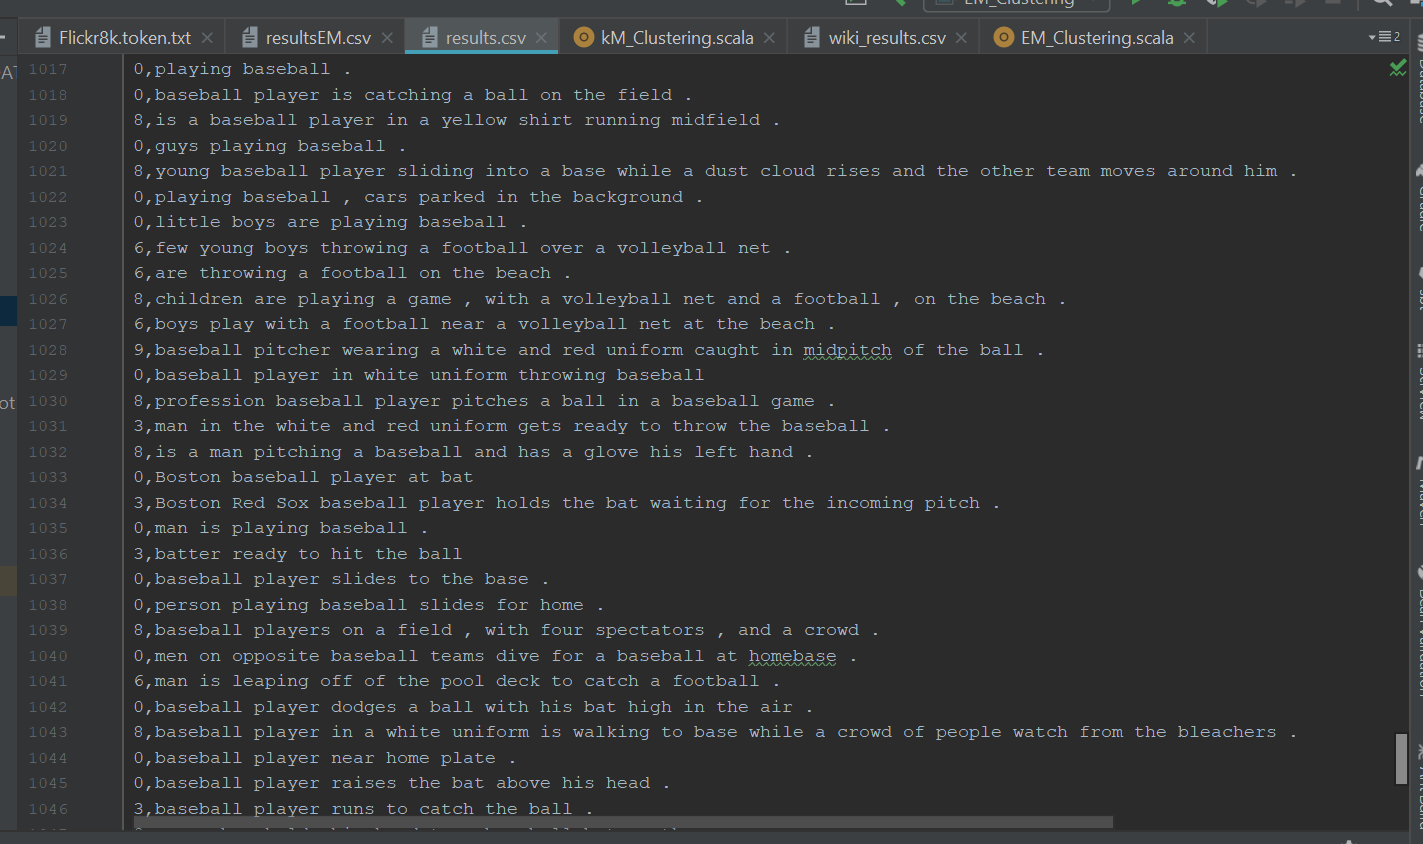 EM_Clustering
Flickr8k.token.txt
resultsEM.csv
results.csv
kM_Clustering.scala
wiki_results.csv
EM_Clustering.scala
2
1017 0,playing baseball .
1018 0,baseball player is catching a ball on the field .
1019 8,is a baseball player in a yellow shirt running midfield .
1020 0,guys playing baseball .
1021 8,young baseball player sliding into a base while a dust cloud rises and the other team moves around him .
1022 0,playing baseball , cars parked in the background .
1023 0,little boys are playing baseball .
1024 6,few young boys throwing a football over a volleyball net .
1025 6,are throwing a football on the beach .
1026 8,children are playing a game , with a volleyball net and a football , on the beach .
1027 6,boys play with a football near a volleyball net at the beach .
1028 9,baseball pitcher wearing a white and red uniform caught in midpitch of the ball .
1029 0,baseball player in white uniform throwing baseball
1030 8,profession baseball player pitches a ball in a baseball game .
1031 3,man in the white and red uniform gets ready to throw the baseball .
1032 8,is a man pitching a baseball and has a glove his left hand .
1033 0,Boston baseball player at bat
1034 3,Boston Red Sox baseball player holds the bat waiting for the incoming pitch .
1035 0,man is playing baseball .
1036 3,batter ready to hit the ball
1037 0,baseball player slides to the base .
1038 0,person playing baseball slides for home .
1039 8,baseball players on a field , with four spectators , and a crowd .
1040 0,men on opposite baseball teams dive for a baseball at homebase .
1041 6,man is leaping off of the pool deck to catch a football .
1042 0,baseball player dodges a ball with his bat high in the air .
1043 8,baseball player in a white uniform is walking to base while a crowd of people watch from the bleachers .
1044 0,baseball player near home plate .
1045 0,baseball player raises the bat above his head .
1046 3,baseball player runs to catch the ball .